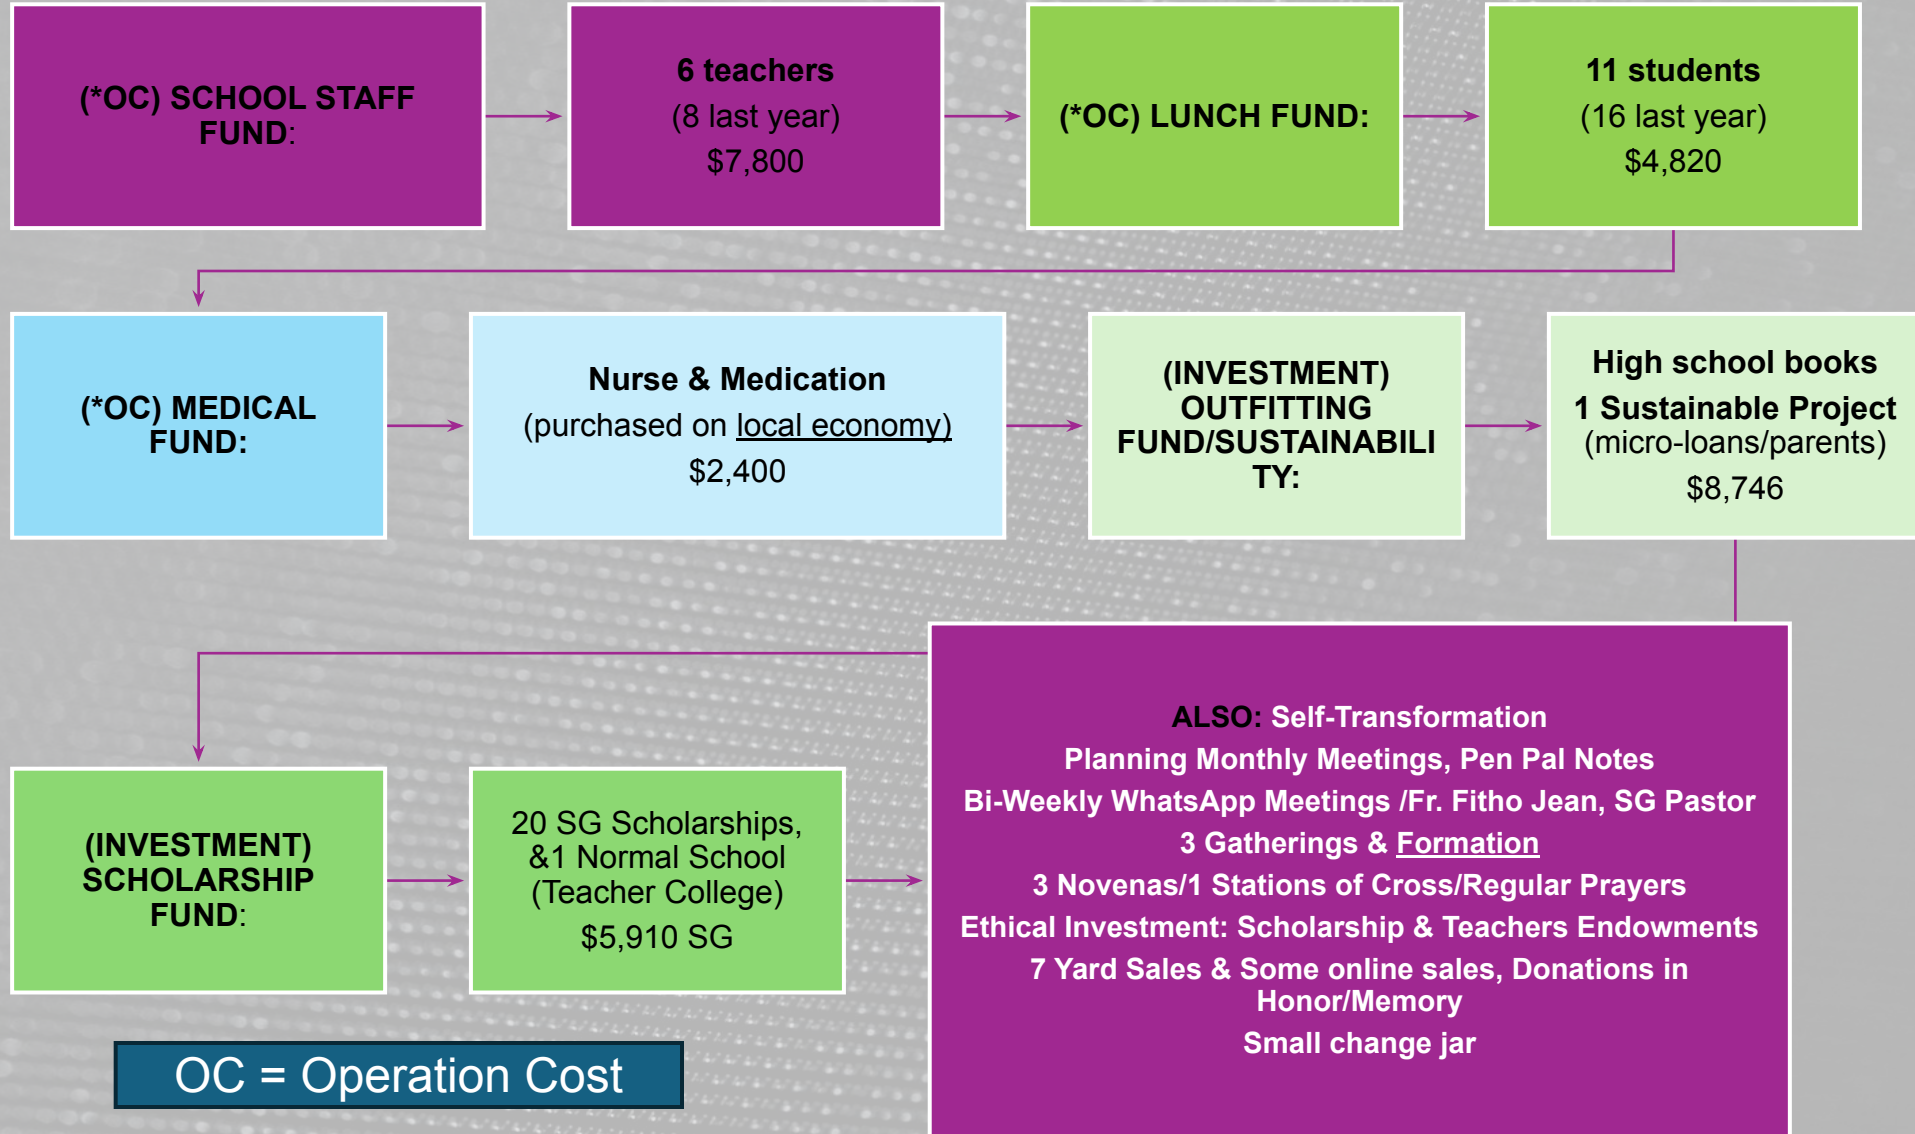 (*OC) SCHOOL STAFF
FUND:
6 teachers
(8 last year)
$7,800
(*OC) LUNCH FUND:
11 students
(16 last year)
$4,820
(*OC) MEDICAL
FUND:
Nurse & Medication
(purchased on local economy)
$2,400
(INVESTMENT)
OUTFITTING
FUND/SUSTAINABILI
TY:
High school books
1 Sustainable Project
(micro-loans/parents)
$8,746
(INVESTMENT)
SCHOLARSHIP
FUND:
20 SG Scholarships,
&1 Normal School
(Teacher College)
$5,910 SG
ALSO: Self-Transformation
Planning Monthly Meetings, Pen Pal Notes
Bi-Weekly WhatsApp Meetings /Fr. Fitho Jean, SG Pastor
3 Gatherings & Formation
3 Novenas/1 Stations of Cross/Regular Prayers
Ethical Investment: Scholarship & Teachers Endowments
7 Yard Sales & Some online sales, Donations in
Honor/Memory
Small change jar
OC = Operation Cost